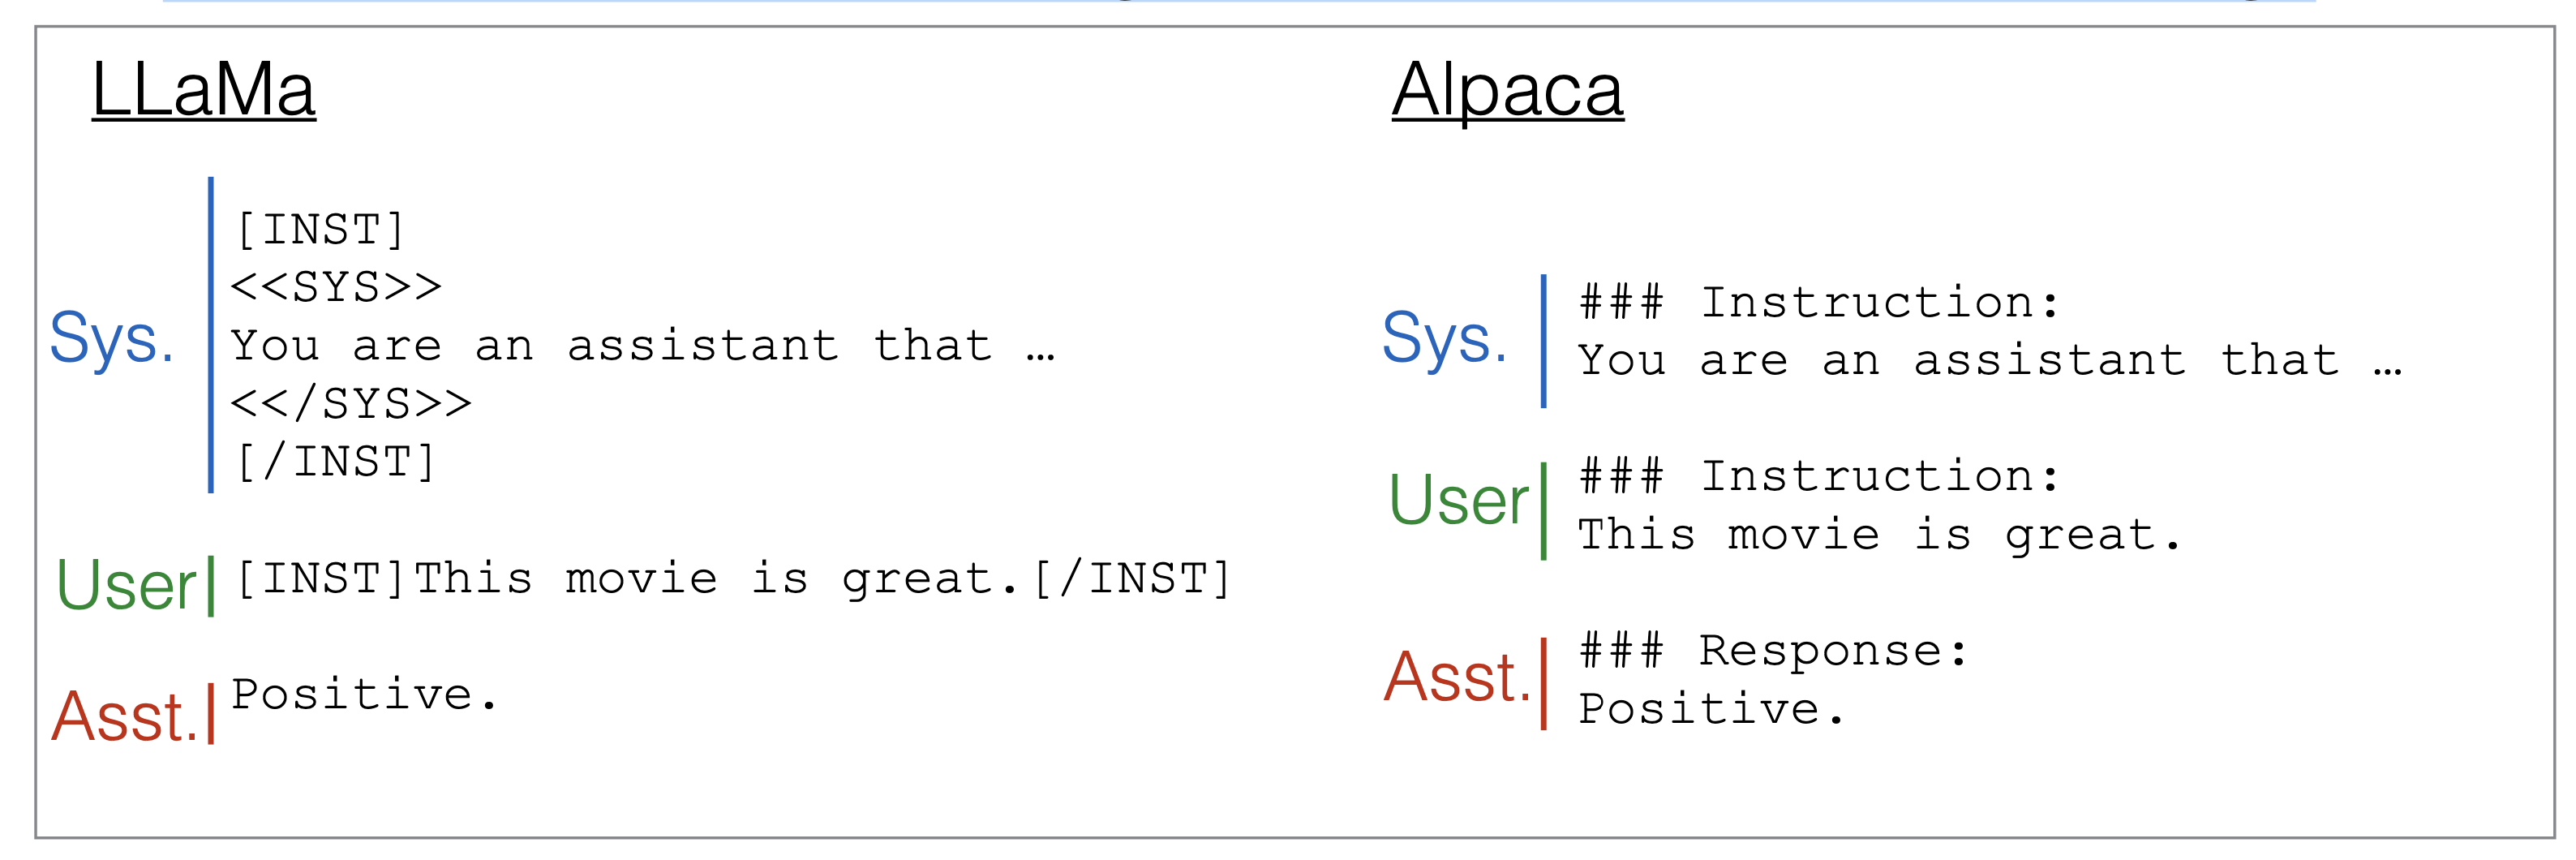 LLaMa
Sys.
[INST]
<<SYS>>
You are an assistant that …
<</SYS>>
[/INST]
User
[INST]This movie is great.[/INST]
Asst.
Positive.
Alpaca
Sys.
### Instruction:
You are an assistant that …
User
### Instruction:
This movie is great.
Asst.
### Response:
Positive.